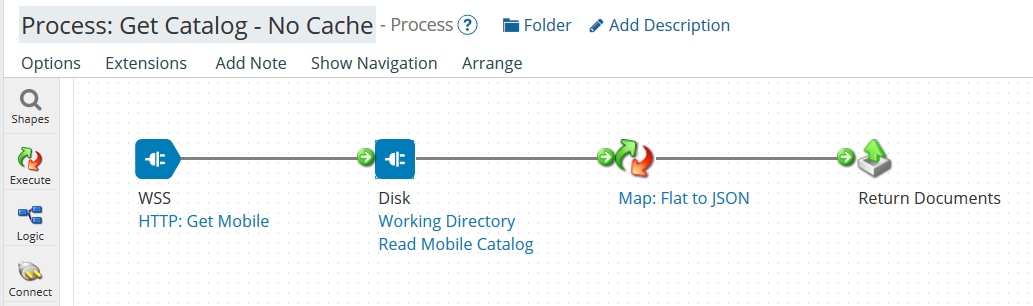 Process: Get Catalog - No Cache - Process ? Folder Add Description
Options Extensions Add Note Show Navigation Arrange
Shapes
Execute
Logic
Connect
WSS
HTTP: Get Mobile
Disk
Working Directory
Read Mobile Catalog
Map: Flat to JSON
Return Documents